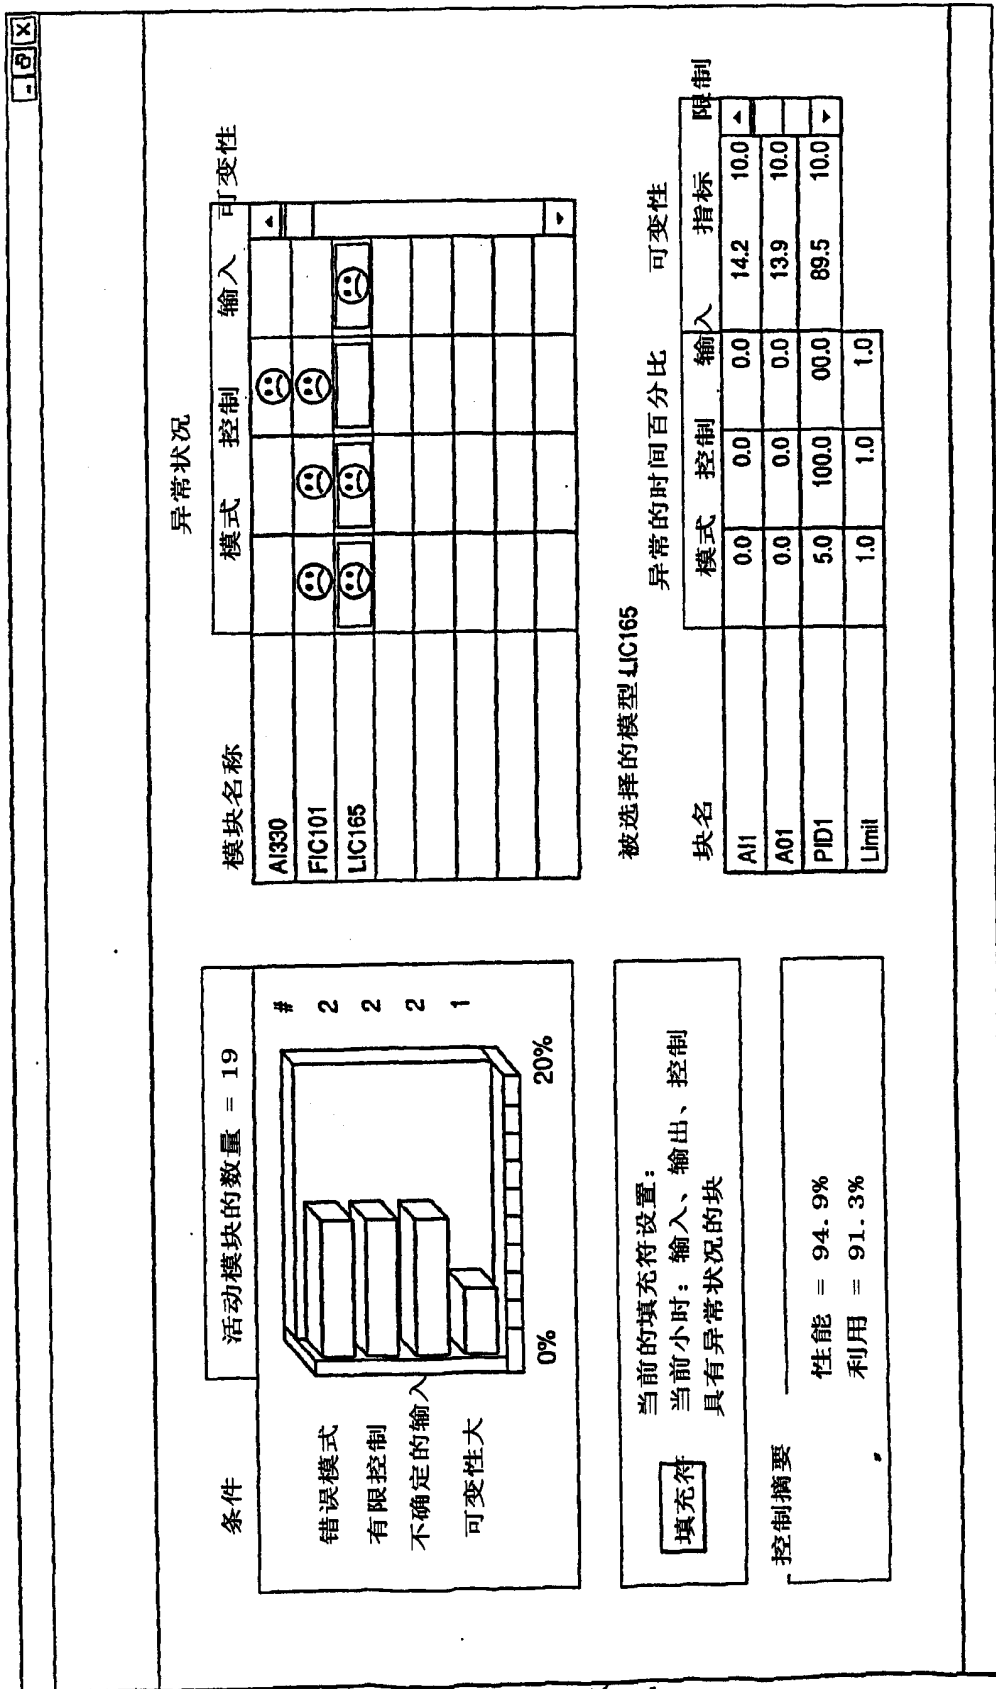 条件
活动模块的数量 = 19
#
错误模式 2
有限控制 2
不确定的输入 2
可变性大 1
0% 20%
填充符
当前的填充符设置:
当前小时: 输入、输出、控制
具有异常状况的块
控制摘要
性能 = 94.9%
利用 = 91.3%
异常状况
模块名称 模式 控制 输入 可变性
AI330
FIC101
LIC165
被选择的模型:LIC165
异常的时间百分比 可变性
块名 模式 控制 输入 指标 限制
AI1 0.0 0.0 0.0 14.2 10.0
A01 0.0 0.0 0.0 13.9 10.0
PID1 5.0 100.0 00.0 89.5 10.0
Limit 1.0 1.0 1.0